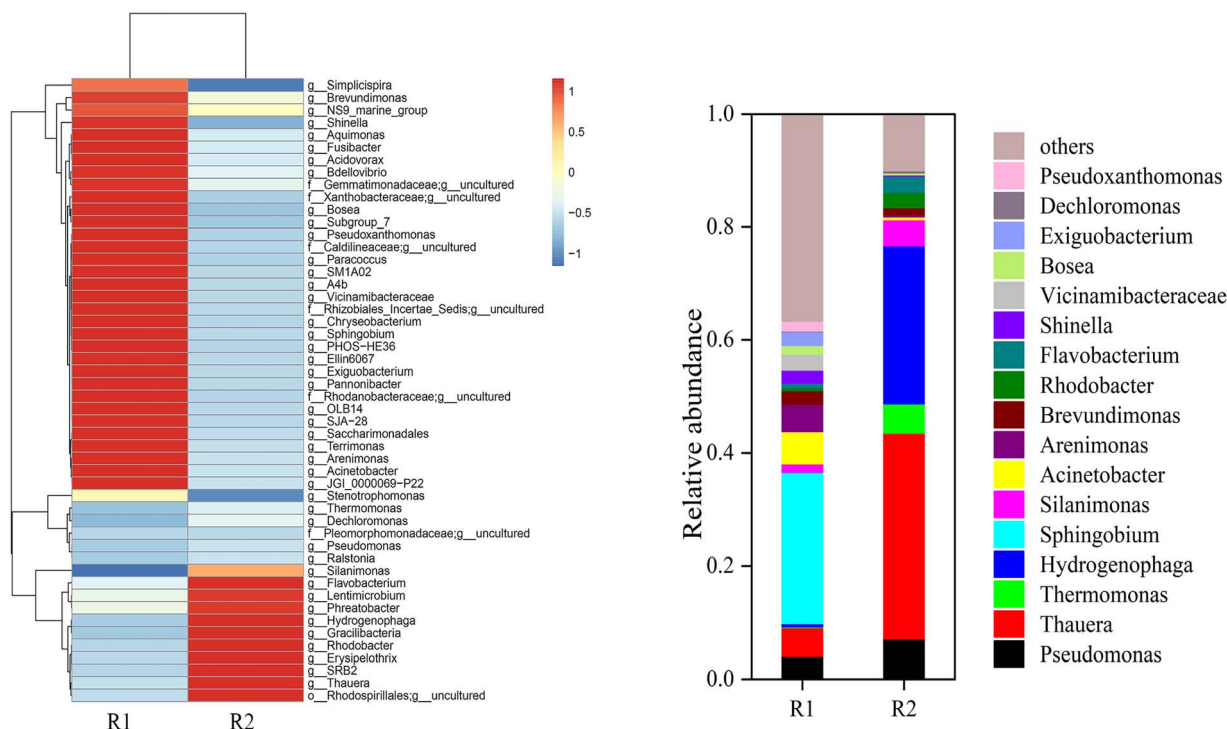 g__Simplicispira
g__Brevundimonas
g__NS9_marine_group
g__Shinella
g__Aquimonas
g__Fusibacter
g__Acidovorax
g__Bdellovibrio
f__Gemmatimonadaceae;g__uncultured
f__Xanthobacteraceae;g__uncultured
g__Bosea
g__Subgroup_7
g__Pseudoxanthomonas
f__Caldilineaceae;g__uncultured
g__Paracoccus
g__SM1A02
g__A4b
g__Vicinamibacteraceae
f__Rhizobiales_Incertae_Sedis;g__uncultured
g__Chryseobacterium
g__Sphingobium
g__PHOS−HE36
g__Ellin6067
g__Exiguobacterium
g__Pannonibacter
f__Rhodanobacteraceae;g__uncultured
g__OLB14
g__SJA−28
g__Saccharimonadales
g__Terrimonas
g__Arenimonas
g__Acinetobacter
g__JGI_0000069−P22
g__Stenotrophomonas
g__Thermomonas
g__Dechloromonas
f__Pleomorphomonadaceae;g__uncultured
g__Pseudomonas
g__Ralstonia
g__Silanimonas
g__Flavobacterium
g__Lentimicrobium
g__Phreatobacter
g__Hydrogenophaga
g__Gracilibacteria
g__Rhodobacter
g__Erysipelothrix
g__SRB2
g__Thauera
o__Rhodospirillales;g__uncultured
R1 R2
1
0.5
0
−0.5
−1
Relative abundance
1.0
0.8
0.6
0.4
0.2
0.0
R1 R2
others
Pseudoxanthomonas
Dechloromonas
Exiguobacterium
Bosea
Vicinamibacteraceae
Shinella
Flavobacterium
Rhodobacter
Brevundimonas
Arenimonas
Acinetobacter
Silanimonas
Sphingobium
Hydrogenophaga
Thermomonas
Thauera
Pseudomonas